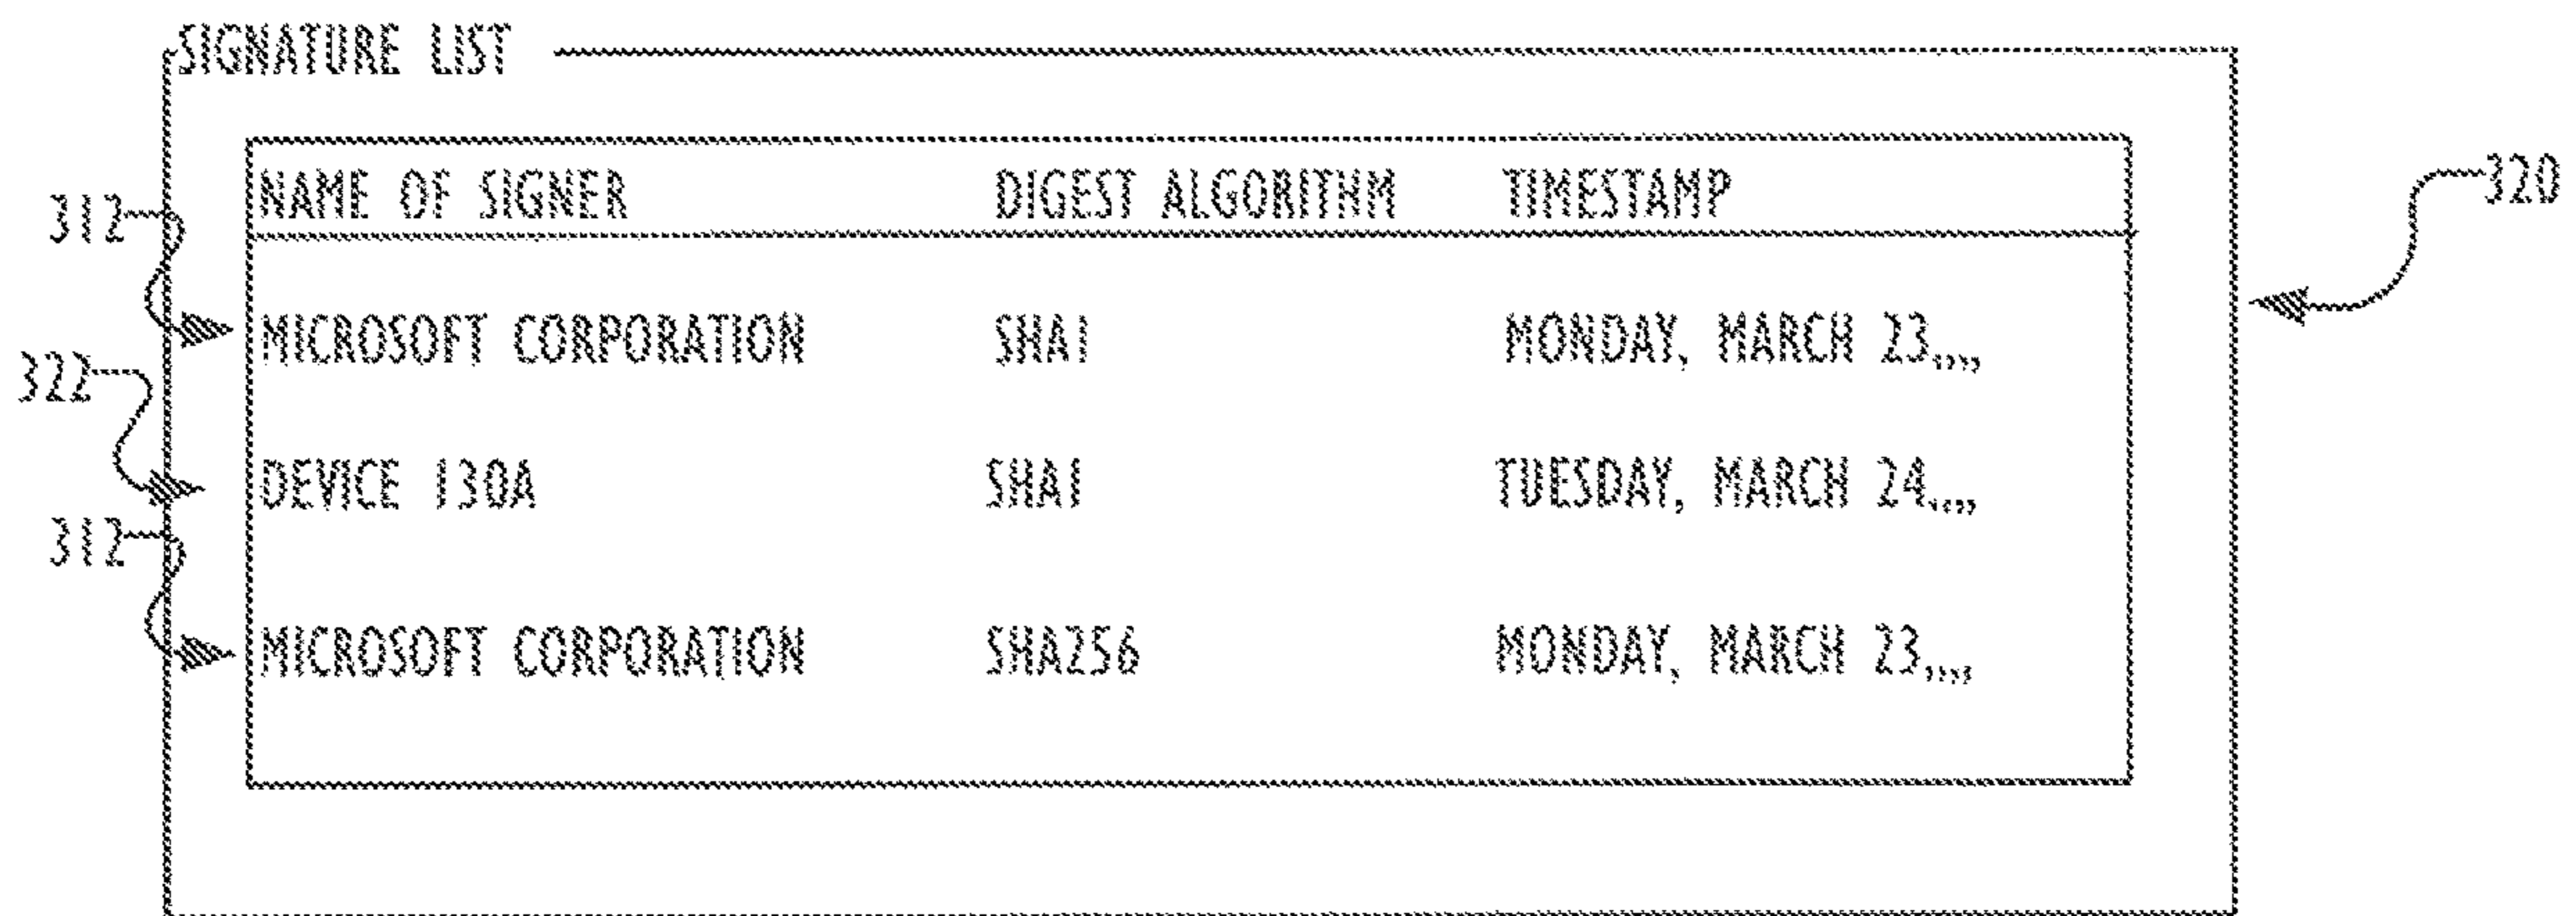 SIGNATURE LIST
NAME OF SIGNER DIGEST ALGORITHM TIMESTAMP
320
312
MICROSOFT CORPORATION SHA1 MONDAY, MARCH 23,,,,
322
DEVICE 130A SHA1 TUESDAY, MARCH 24,,,,
312
MICROSOFT CORPORATION SHA256 MONDAY, MARCH 23,,,,